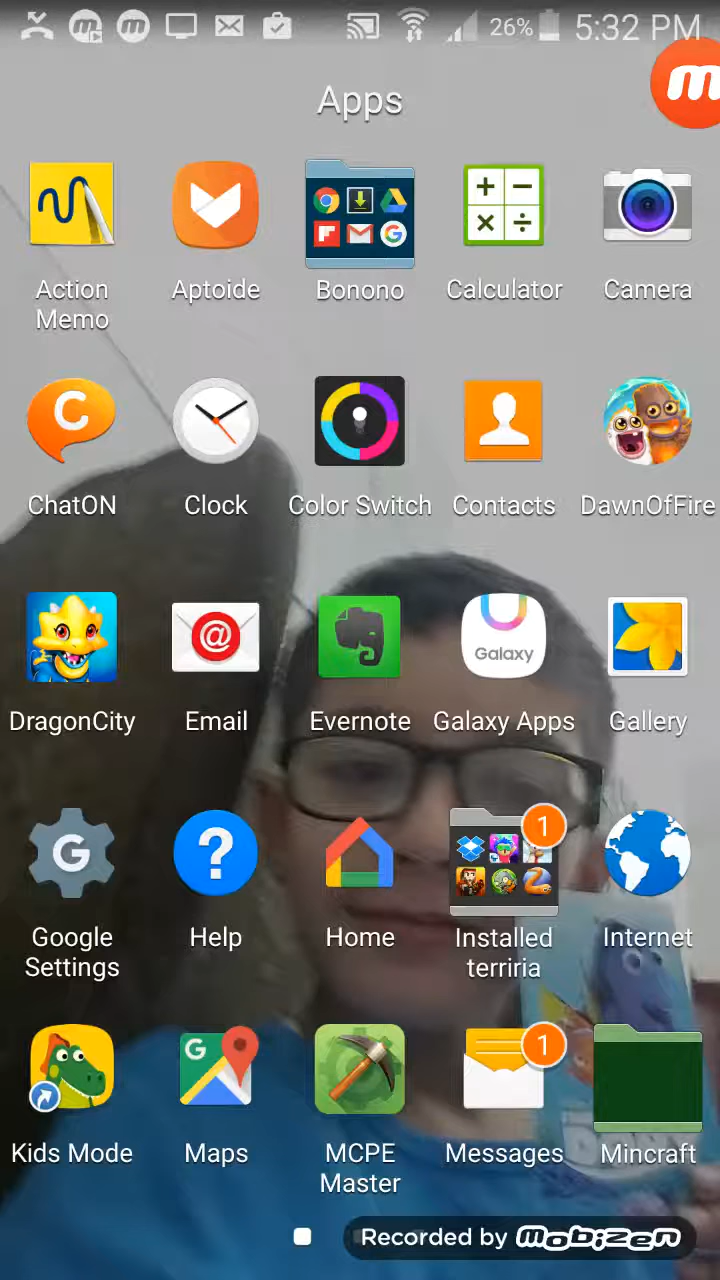 26% 5:32 PM
Apps
Action Memo
Aptoide
Bonono
Calculator
Camera
ChatON
Clock
Color Switch
Contacts
DawnOfFire
DragonCity
Email
Evernote
Galaxy
Galaxy Apps
Gallery
Google Settings
Help
Home
1
Installed terriria
Internet
Kids Mode
Maps
MCPE Master
1
Messages
Mincraft
Recorded by mobizen